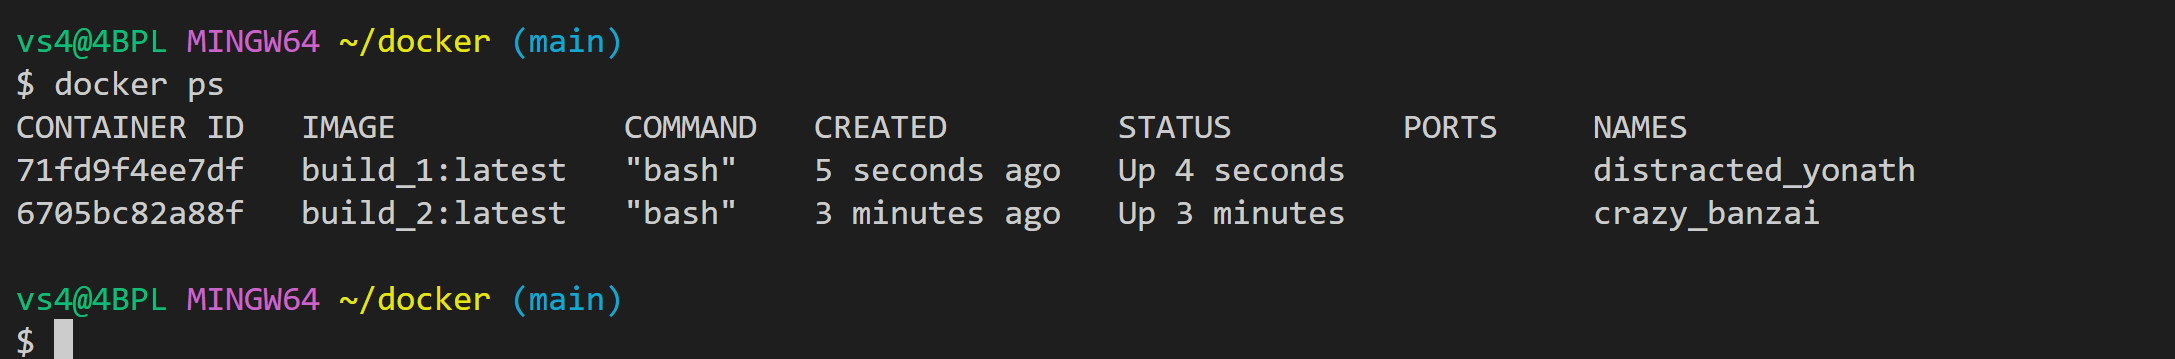 vs4@4BPL MINGW64 ~/docker (main)
$ docker ps
CONTAINER ID   IMAGE            COMMAND   CREATED         STATUS         PORTS     NAMES
71fd9f4ee7df   build_1:latest   "bash"    5 seconds ago   Up 4 seconds             distracted_yonath
6705bc82a88f   build_2:latest   "bash"    3 minutes ago   Up 3 minutes             crazy_banzai
vs4@4BPL MINGW64 ~/docker (main)
$